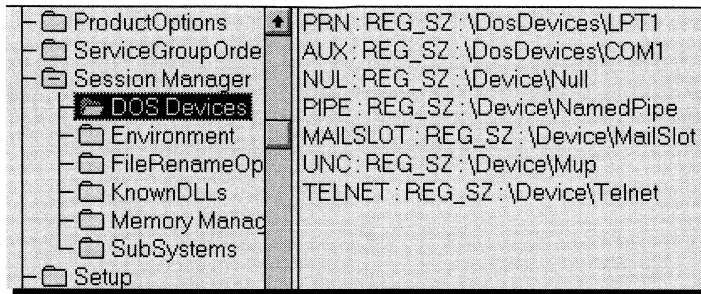 ProductOptions
ServiceGroupOrde
Session Manager
DOS Devices
Environment
FileRenameOp
KnownDLLs
Memory Manag
SubSystems
Setup
PRN : REG_SZ : \DosDevices\LPT1
AUX : REG_SZ : \DosDevices\COM1
NUL : REG_SZ : \Device\Null
PIPE : REG_SZ : \Device\NamedPipe
MAILSLOT : REG_SZ : \Device\MailSlot
UNC : REG_SZ : \Device\Mup
TELNET : REG_SZ : \Device\Telnet